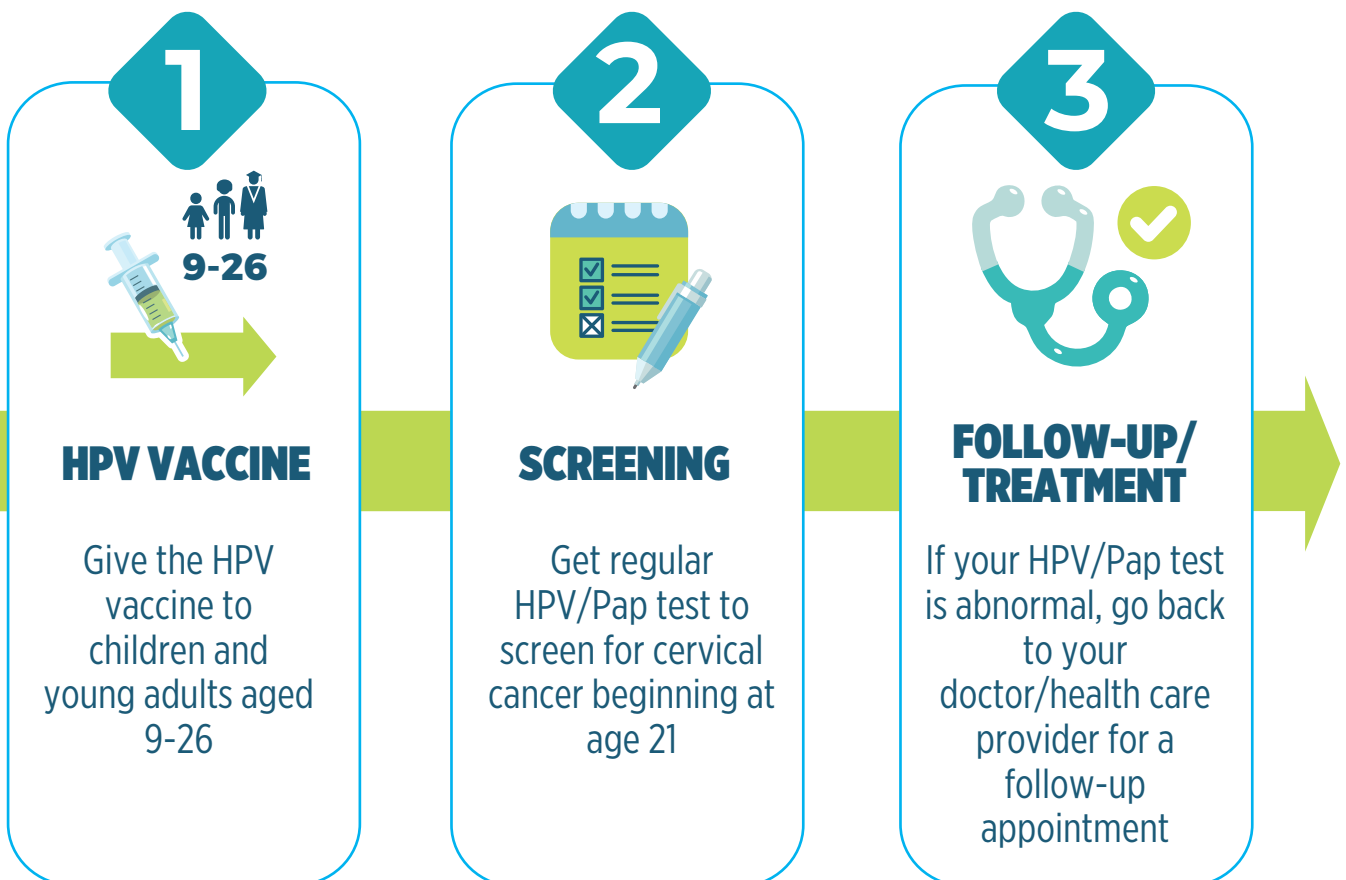 1
9-26
HPV VACCINE
Give the HPV
vaccine to
children and
young adults aged
9-26
2
SCREENING
Get regular
HPV/Pap test to
screen for cervical
cancer beginning at
age 21
3
FOLLOW-UP/
TREATMENT
If your HPV/Pap test
is abnormal, go back
to your
doctor/health care
provider for a
follow-up
appointment